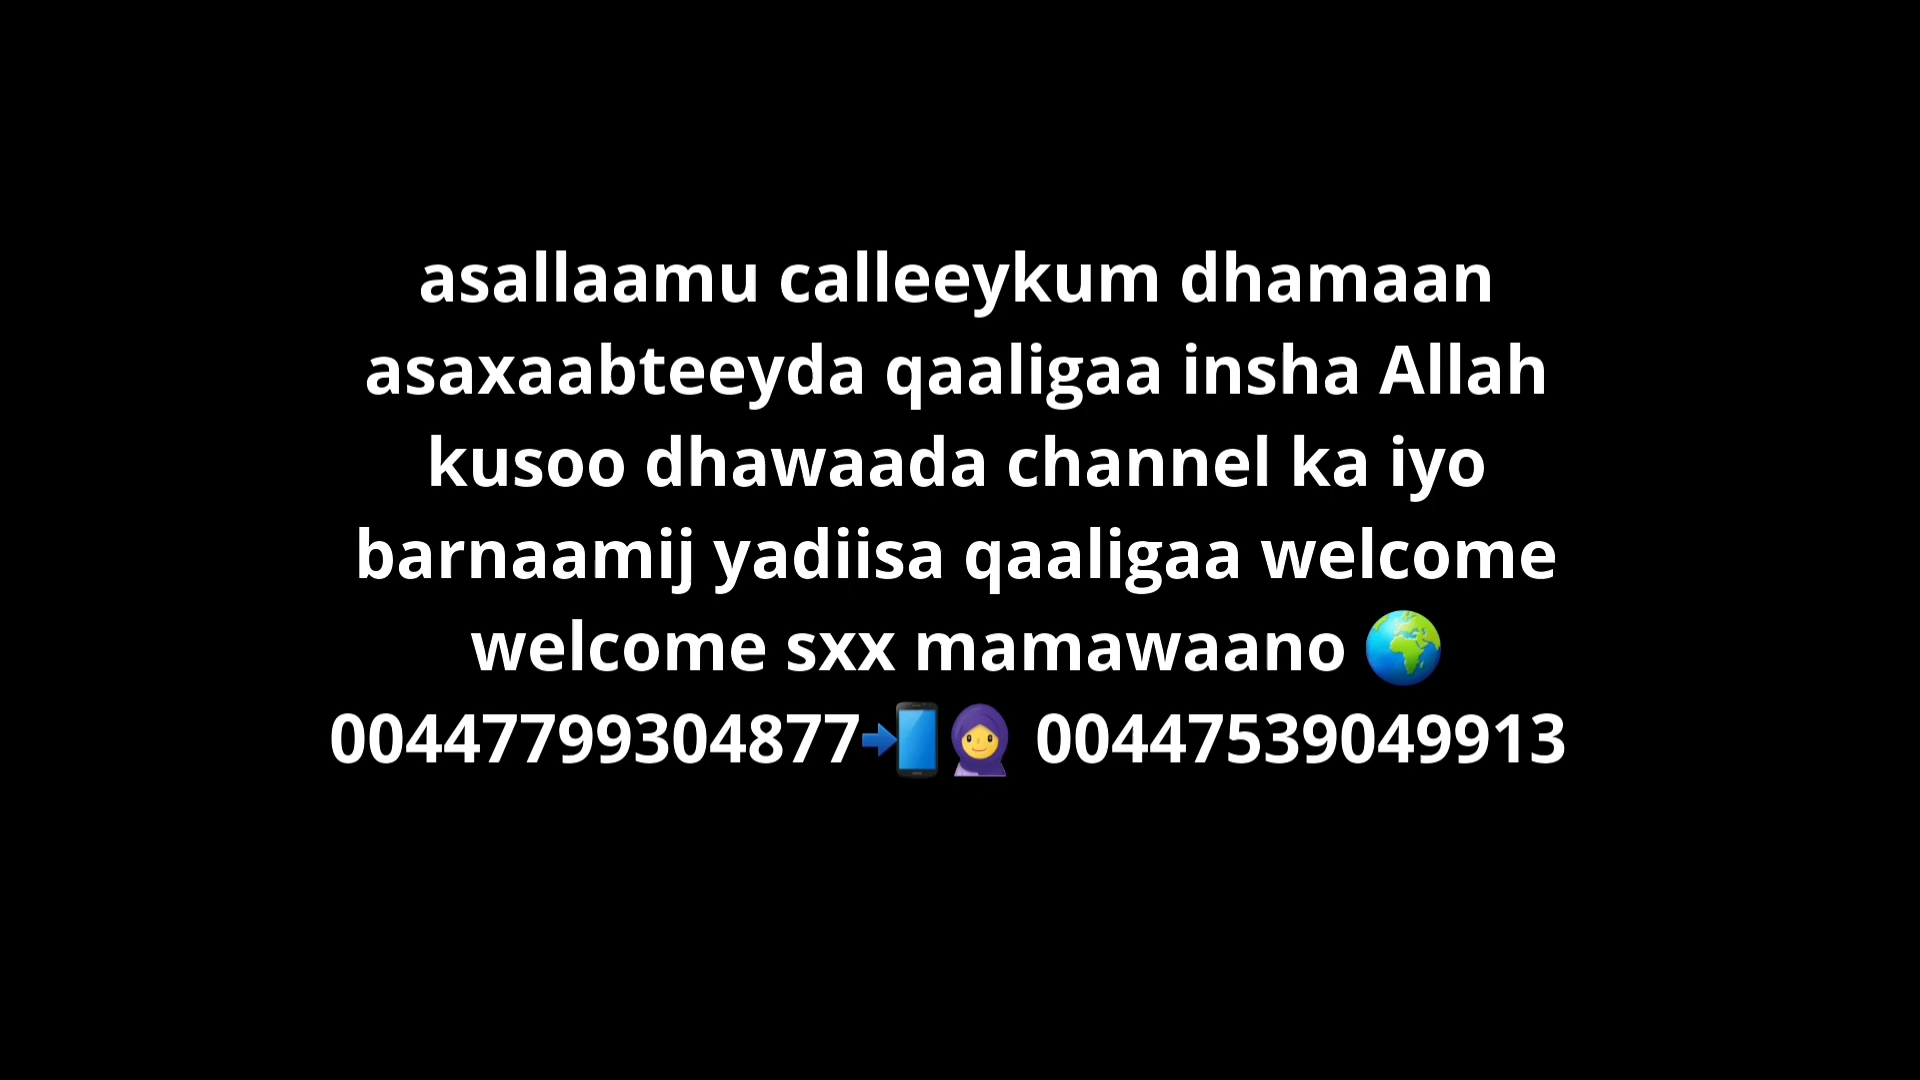 asallaamu calleeykum dhamaan
asaxaabteeyda qaaligaa insha Allah
kusoo dhawaada channel ka iyo
barnaamij yadiisa qaaligaa welcome
welcome sxx mamawaano 🌍
00447799304877📲🧕 00447539049913